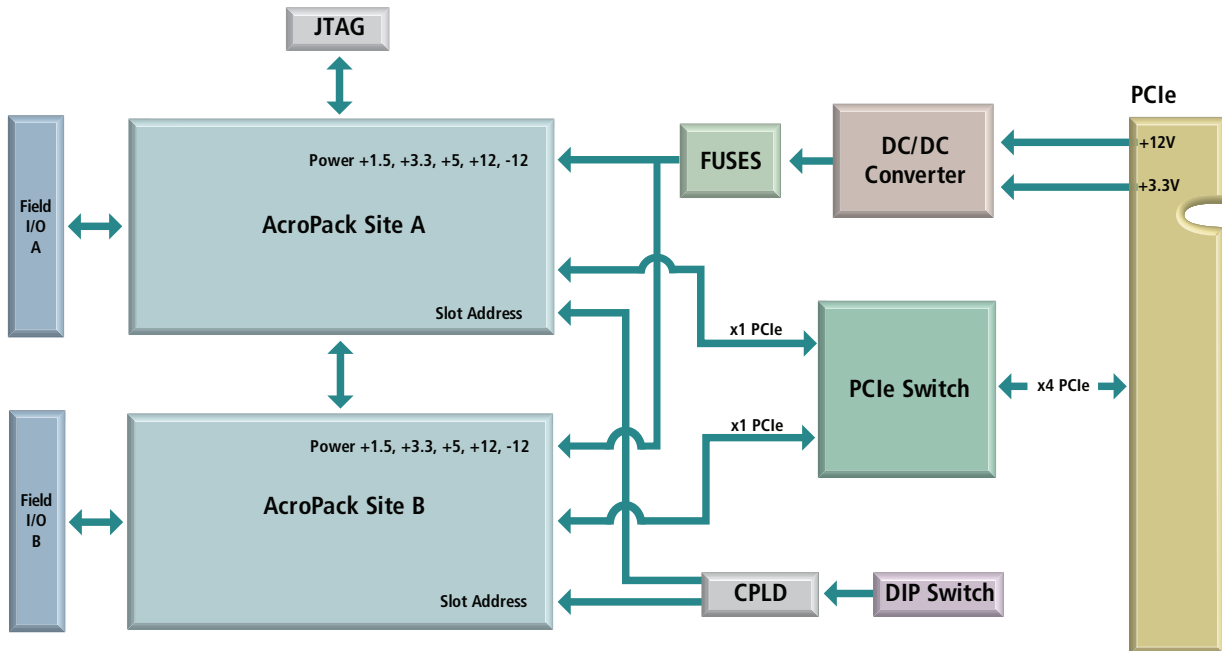 JTAG
PCIe
Field
I/O
A
Power +1.5, +3.3, +5, +12, -12
AcroPack Site A
Slot Address
FUSES
DC/DC
Converter
+12V
+3.3V
x1 PCIe
PCIe Switch
x4 PCIe
x1 PCIe
Field
I/O
B
Power +1.5, +3.3, +5, +12, -12
AcroPack Site B
Slot Address
CPLD
DIP Switch